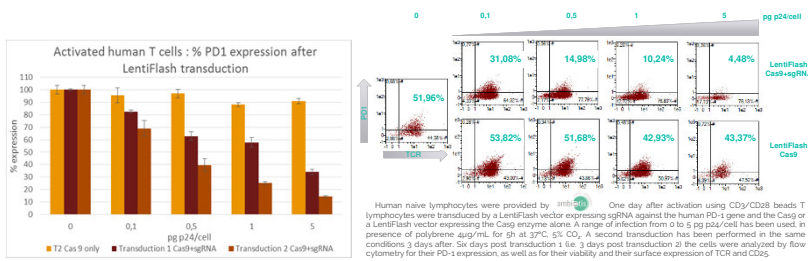 Activated human T cells : % PD1 expression after
LentiFlash transduction
% expression
110
100
90
80
70
60
50
40
30
20
10
0
0
0,1
0,5
1
5
pg p24/cell
T2 Cas 9 only
Transduction 1 Cas9+sgRNA
Transduction 2 Cas9+sgRNA
0
0,1
0,5
1
5
pg p24/cell
31,08%
14,98%
10,24%
4,48%
LentiFlash
Cas9+sgRNA
51,96%
PD1
TCR
53,82%
51,68%
42,93%
43,37%
LentiFlash
Cas9
Human naive lymphocytes were provided by ambiotis One day after activation using CD3/CD28 beads T
lymphocytes were transduced by a LentiFlash vector expressing sgRNA against the human PD-1 gene and the Cas9 or
a LentiFlash vector expressing the Cas9 enzyme alone. A range of infection from 0 to 5 pg p24/cell has been used, in
presence of polybrene 4µg/mL for 5h at 37°C, 5% CO₂. A second transduction has been performed in the same
conditions 3 days after. Six days post transduction 1 (i.e. 3 days post transduction 2) the cells were analyzed by flow
cytometry for their PD-1 expression, as well as for their viability and their surface expression of TCR and CD25.